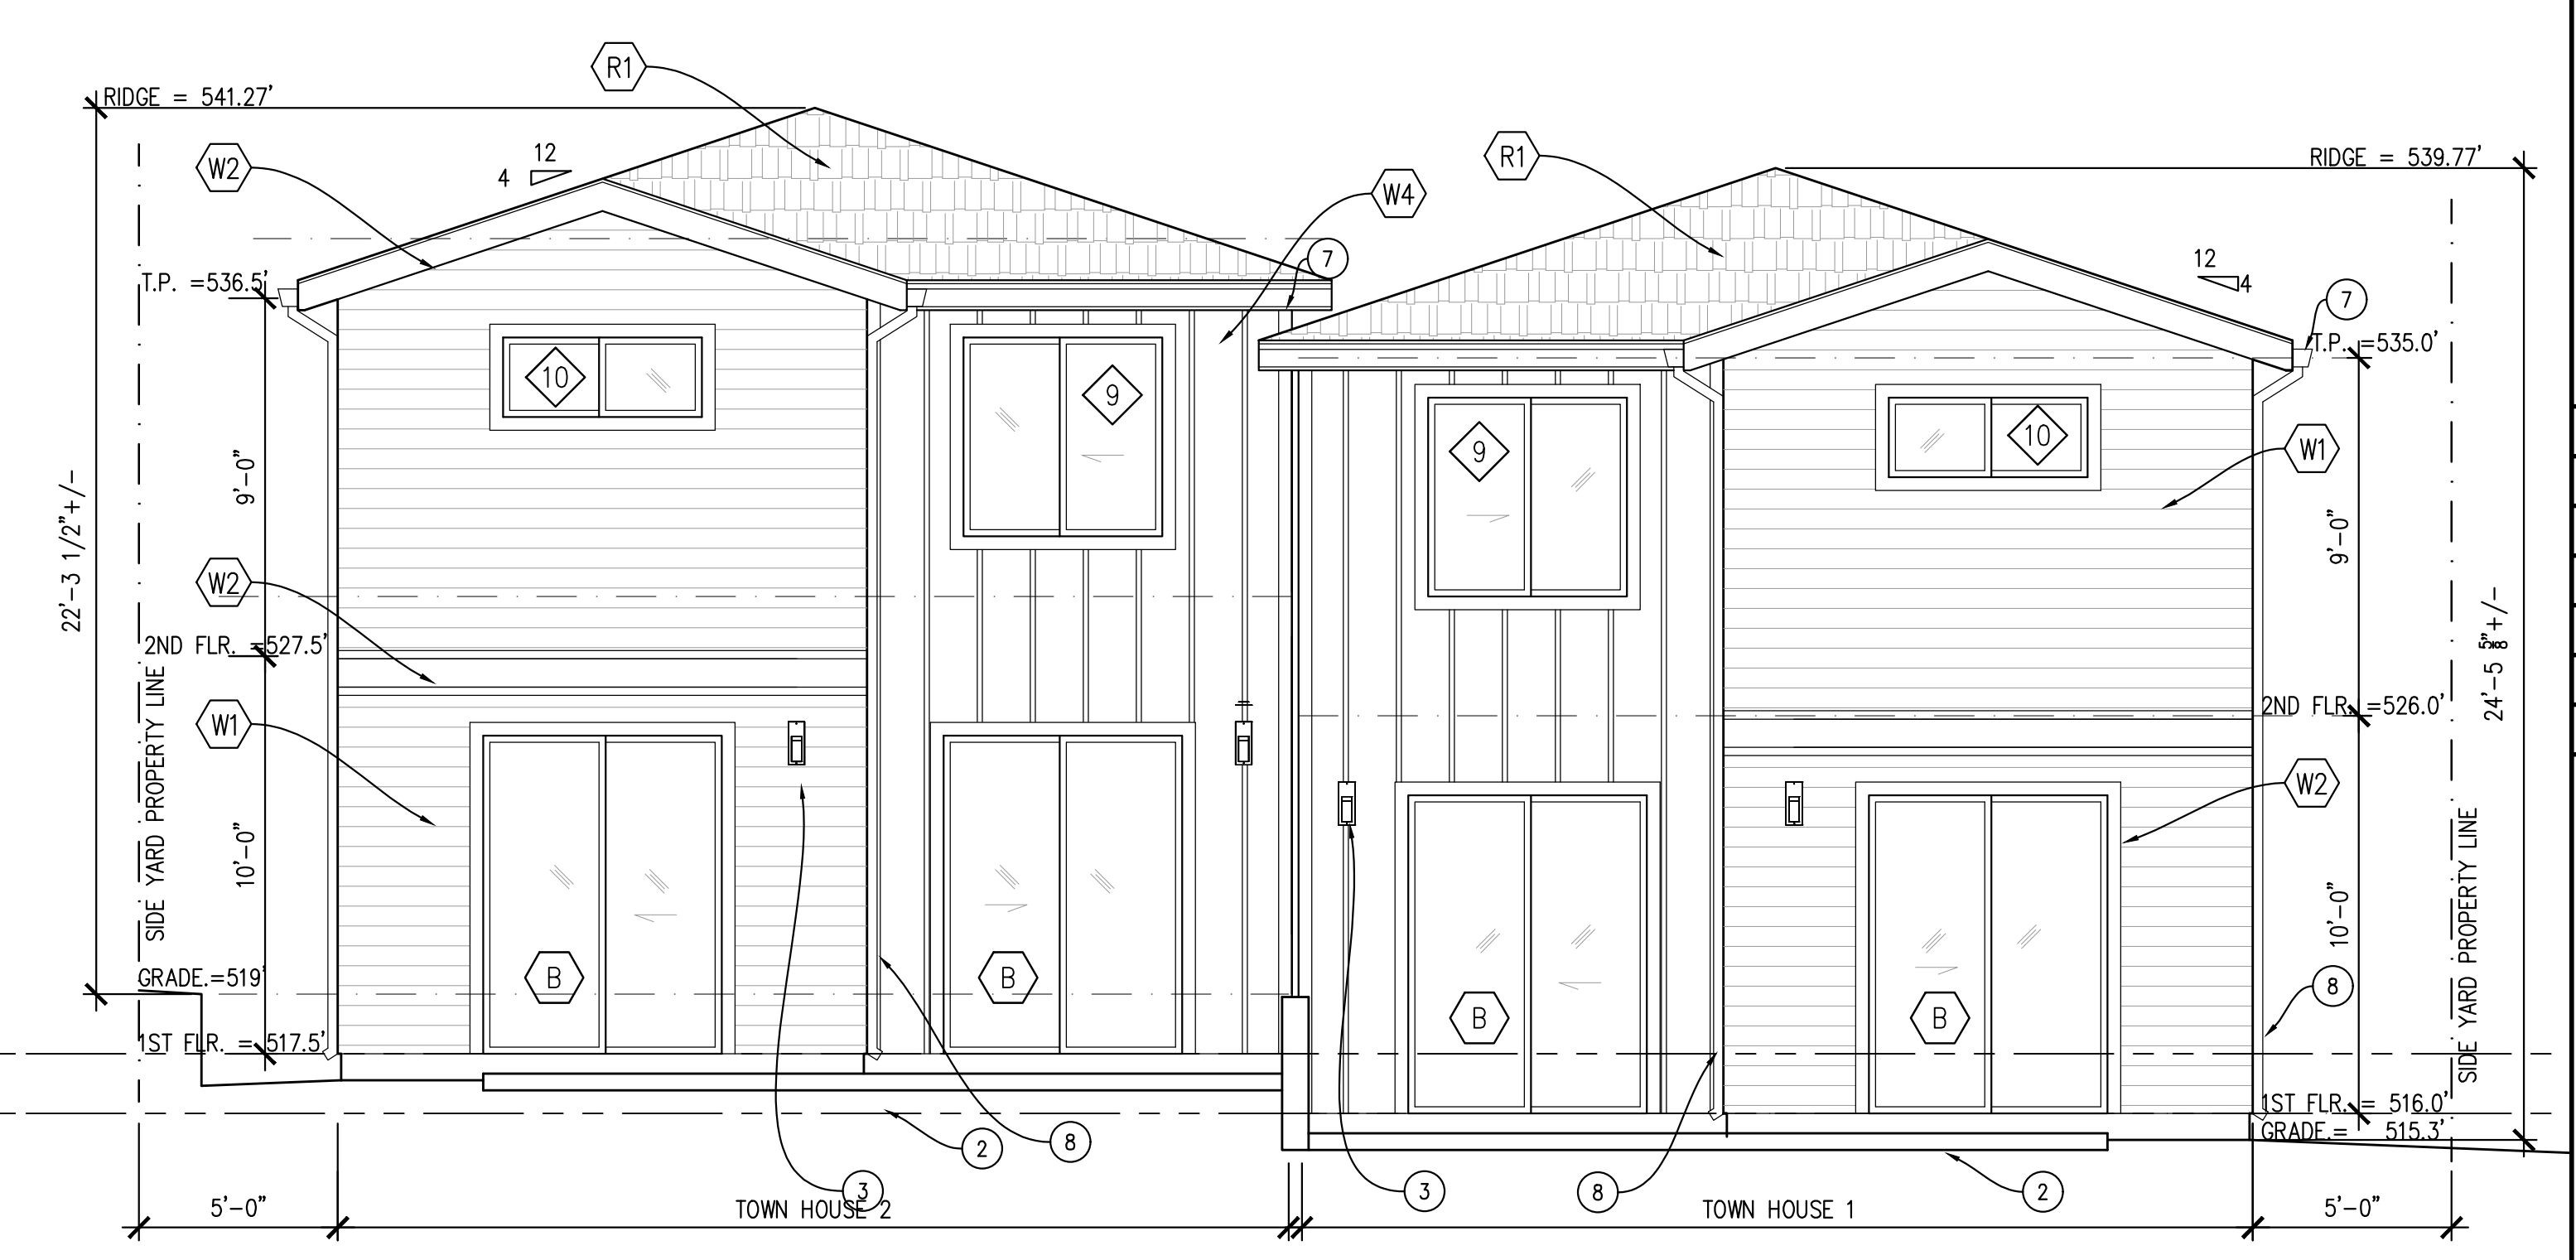 R1
RIDGE = 541.27'
W2
12
4
R1
RIDGE = 539.77'
W4
7
12
4
T.P. =536.5'
7
T.P. =535.0'
10
9
9
10
W1
9'-0"
9'-0"
22'-3 1/2"+/-
W2
2ND FLR. =527.5'
SIDE YARD PROPERTY LINE
24'-5 5/8"+/-
2ND FLR. =526.0'
W1
W2
10'-0"
10'-0"
SIDE YARD PROPERTY LINE
GRADE.=519'
B
B
B
B
8
1ST FLR. = 517.5'
1ST FLR. = 516.0'
GRADE.= 515.3'
2
8
3
3
8
2
5'-0"
TOWN HOUSE 2
TOWN HOUSE 1
5'-0"